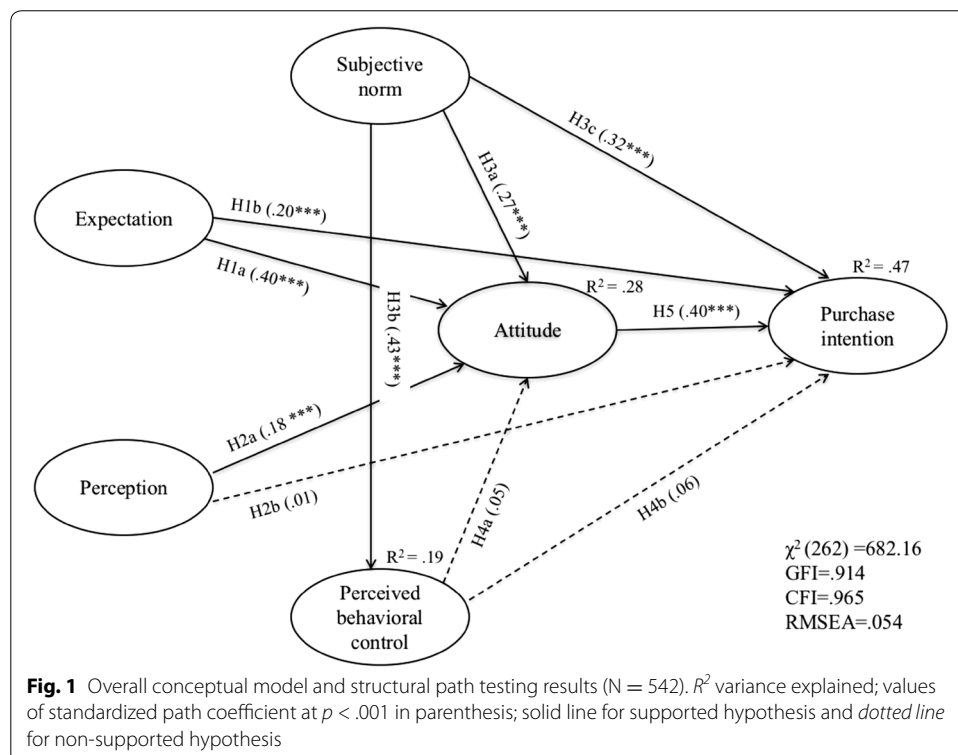 Subjective
norm
H3c (.32***)
H3a (.27***)
Expectation
H1b (.20***)
H1a (.40***)
R² = .47
R² = .28
H3b (.43***)
Attitude
H5 (.40***)
Purchase
intention
H2a (.18 ***)
Perception
H2b (.01)
H4a (.05)
H4b (.06)
R² = .19
Perceived
behavioral
control
χ² (262) =682.16
GFI=.914
CFI=.965
RMSEA=.054
Fig. 1 Overall conceptual model and structural path testing results (N = 542). R² variance explained; values
of standardized path coefficient at p < .001 in parenthesis; solid line for supported hypothesis and dotted line
for non-supported hypothesis